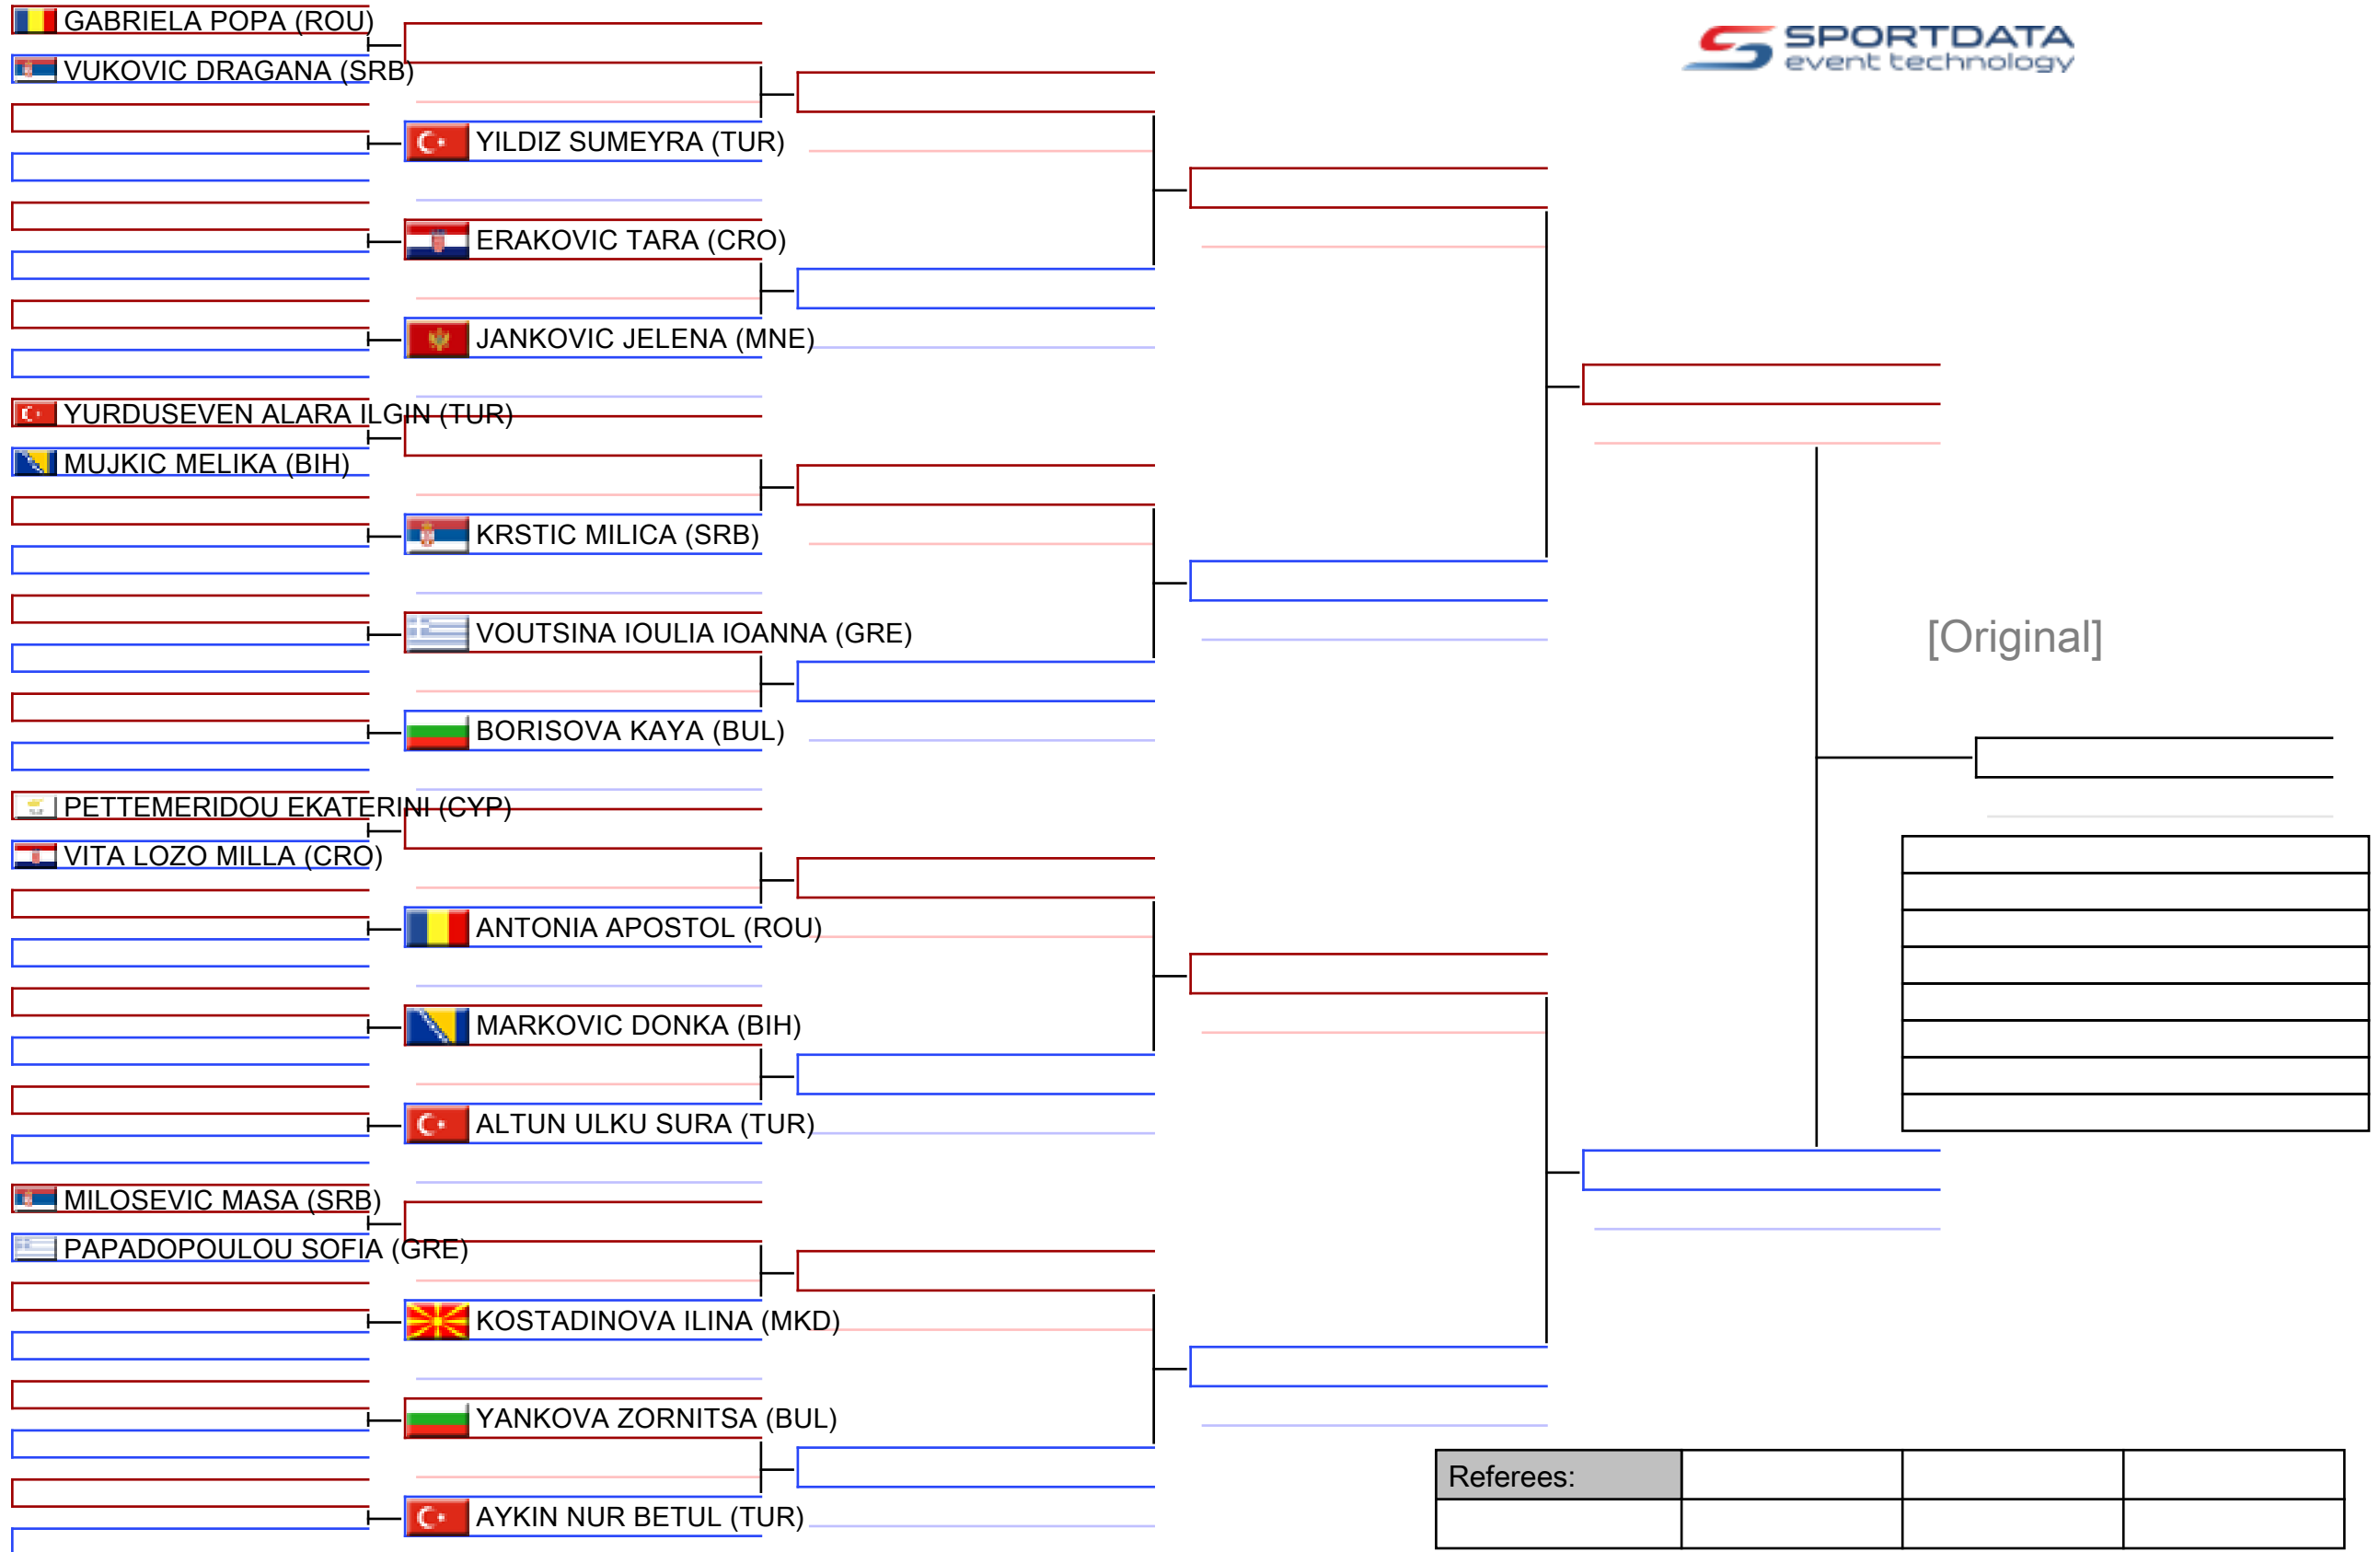 GABRIELA POPA (ROU)
VUKOVIC DRAGANA (SRB)
SPORTDATA
event technology
YILDIZ SUMEYRA (TUR)
ERAKOVIC TARA (CRO)
JANKOVIC JELENA (MNE)
YURDUSEVEN ALARA ILGIN (TUR)
MUJKIC MELIKA (BIH)
KRSTIC MILICA (SRB)
VOUTSINA IOULIA IOANNA (GRE)
[Original]
BORISOVA KAYA (BUL)
PETTEMERIDOU EKATERINI (CYP)
VITA LOZO MILLA (CRO)
ANTONIA APOSTOL (ROU)
MARKOVIC DONKA (BIH)
ALTUN ULKU SURA (TUR)
MILOSEVIC MASA (SRB)
PAPADOPOULOU SOFIA (GRE)
KOSTADINOVA ILINA (MKD)
YANKOVA ZORNITSA (BUL)
Referees:
AYKIN NUR BETUL (TUR)